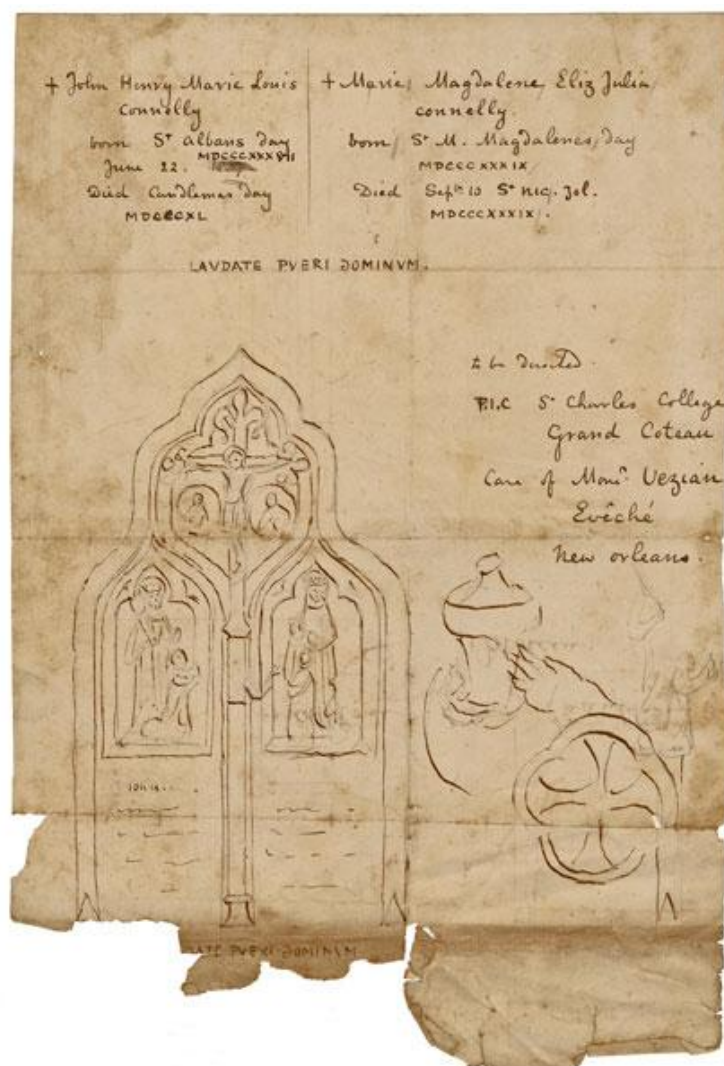 + John Henry Marie Louis
Connelly
born St Albans day
MDCCCXXXVII
June 22.
Died Candlemas day
MDCCCXL
+ Marie Magdalene Eliz Julia
connelly
born St M. Magdalenes day
MDCCCXXXIX
Died Septr 10 St Nic. Tol.
MDCCCXXXIX.
LAVDATE PVERI DOMINVM.
to be directed
P.I.C St Charles College
Grand Coteau
Care of Monsr Vezian
Evêché
New orleans.
ATE PVERI DOMINVM